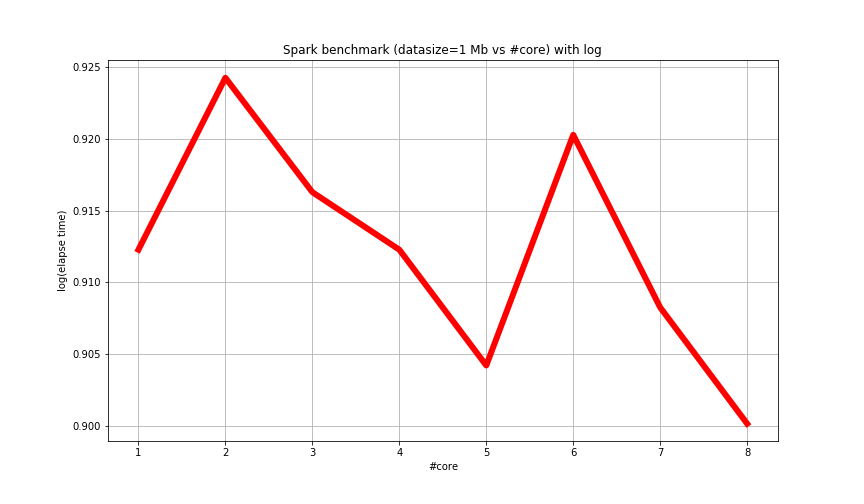 Spark benchmark (datasize=1 Mb vs #core) with log
0.925
0.920
0.915
0.910
0.905
0.900
log(elapse time)
1 2 3 4 5 6 7 8
#core